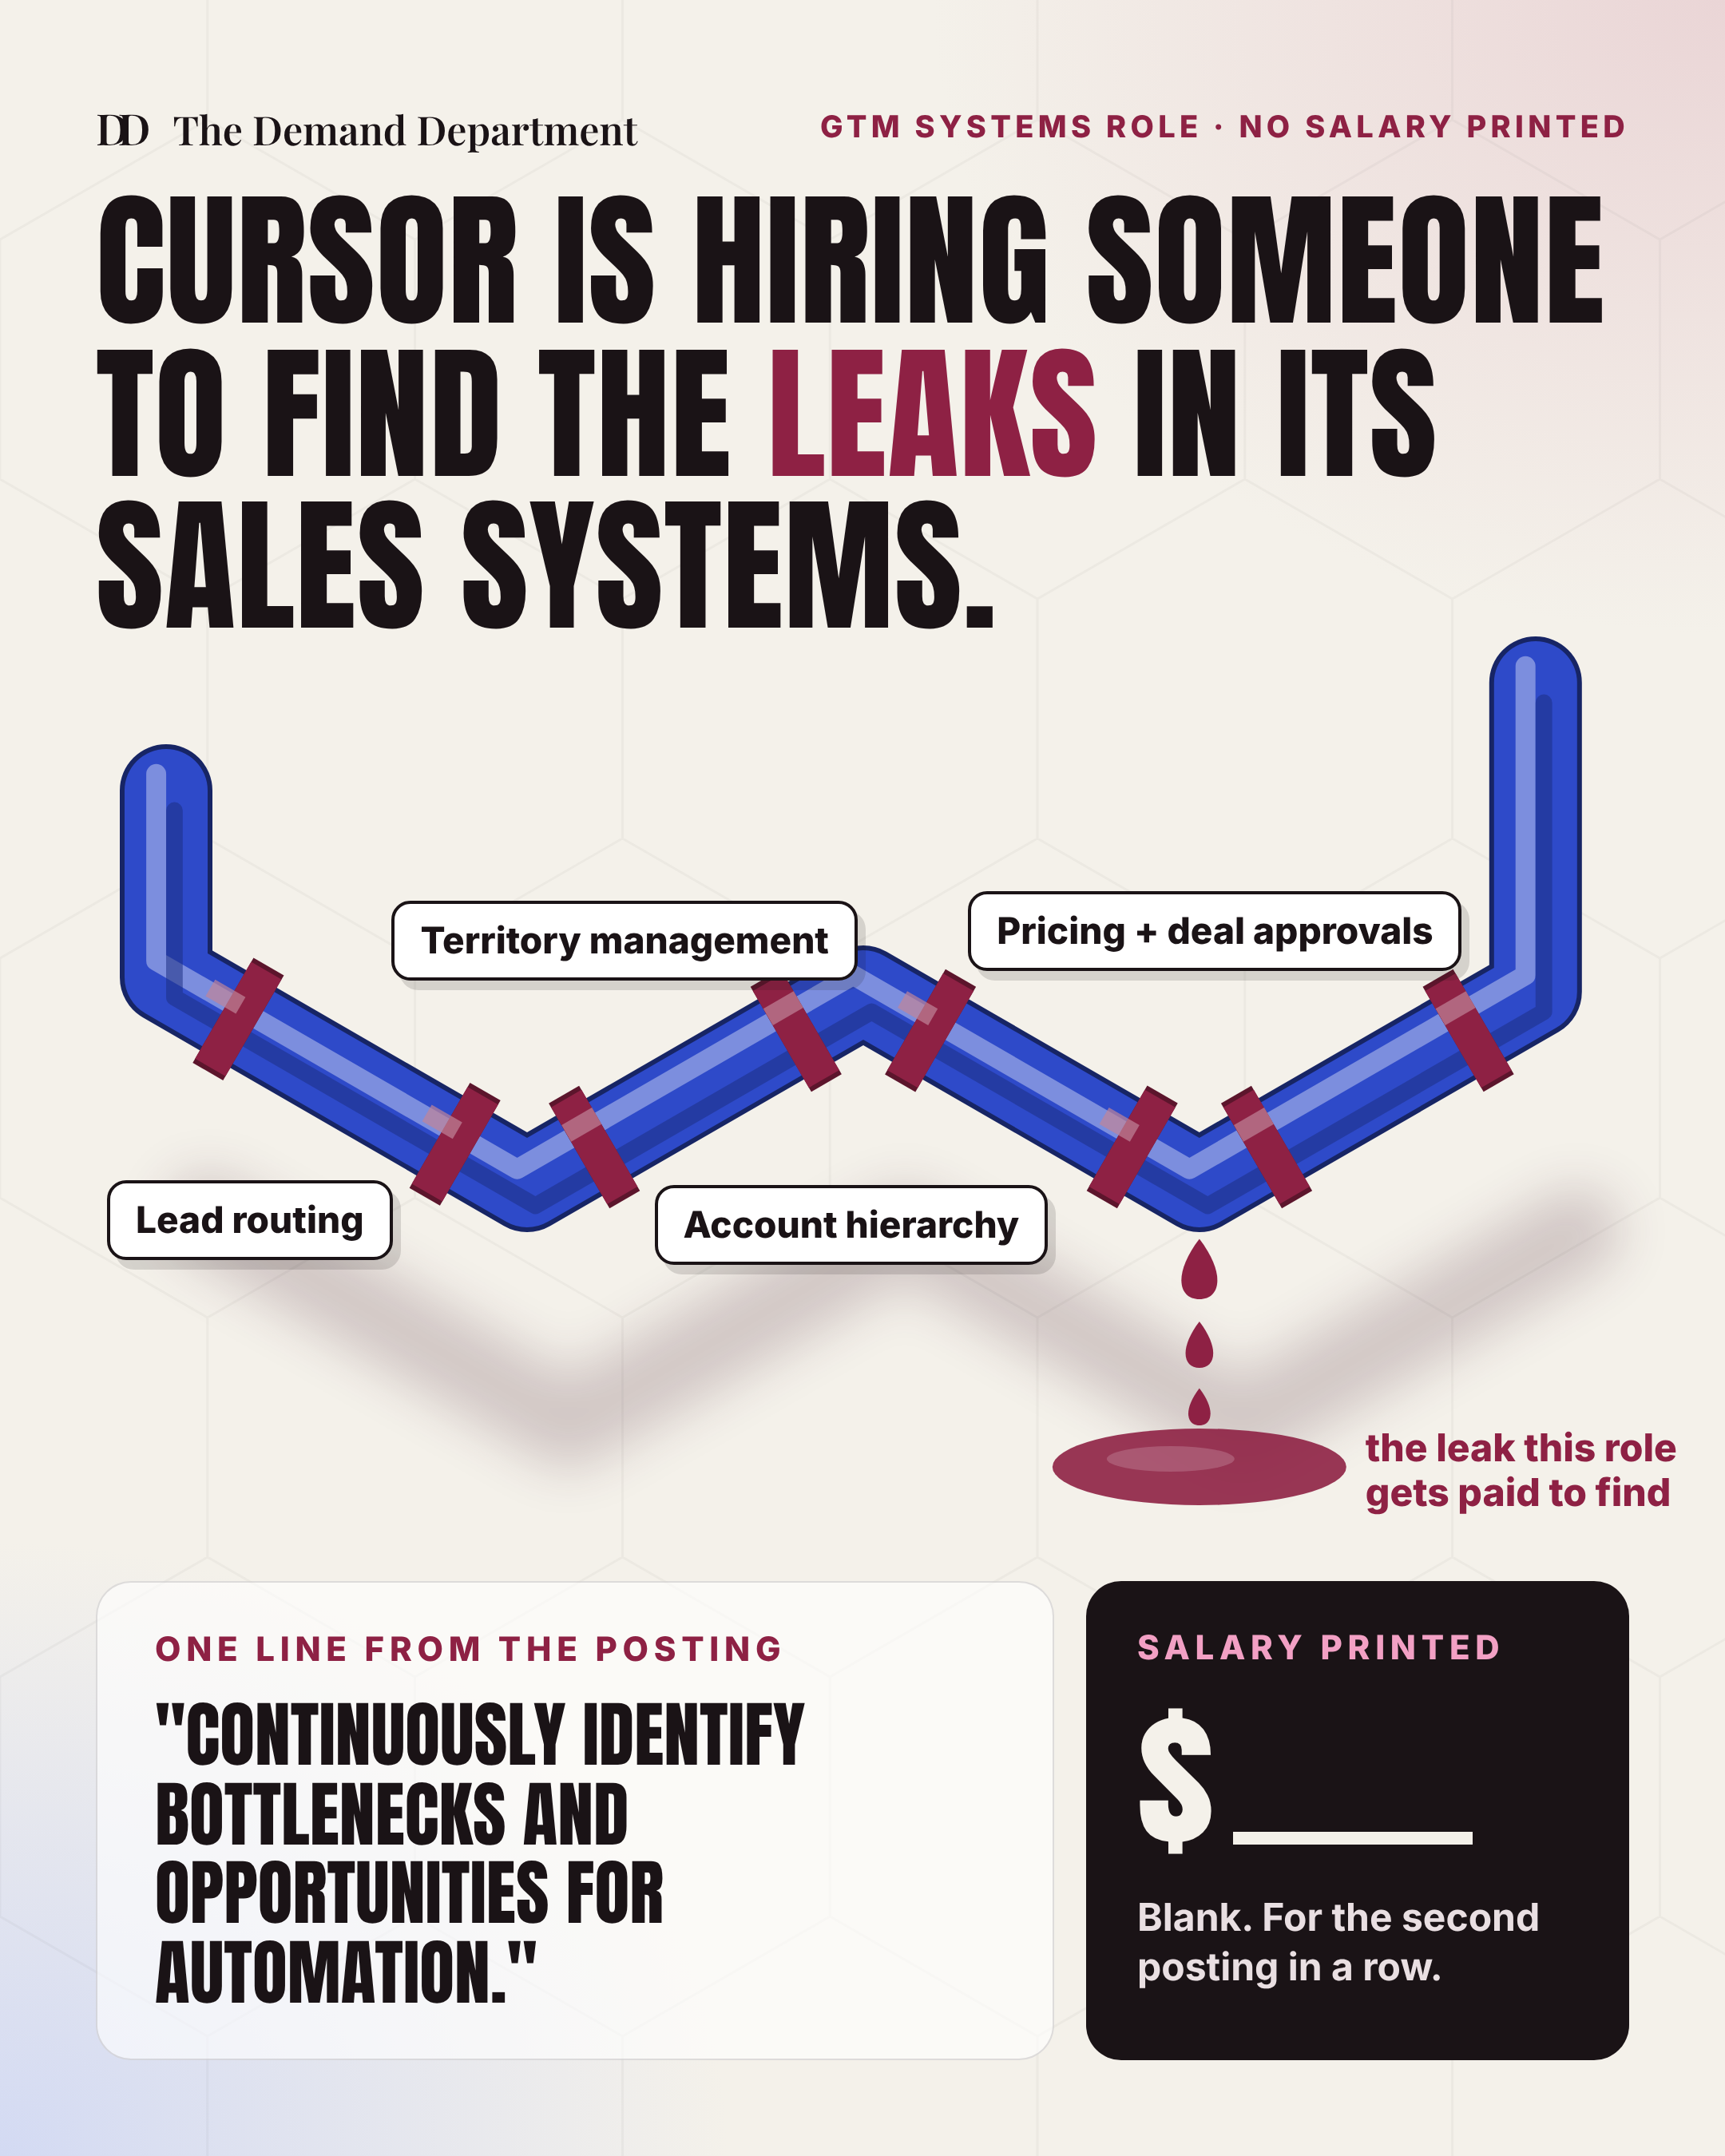 DD The Demand Department
GTM SYSTEMS ROLE · NO SALARY PRINTED
CURSOR IS HIRING SOMEONE
TO FIND THE LEAKS IN ITS
SALES SYSTEMS.
Territory management
Pricing + deal approvals
Lead routing
Account hierarchy
the leak this role
gets paid to find
ONE LINE FROM THE POSTING
"CONTINUOUSLY IDENTIFY
BOTTLENECKS AND
OPPORTUNITIES FOR
AUTOMATION."
SALARY PRINTED
$
Blank. For the second
posting in a row.